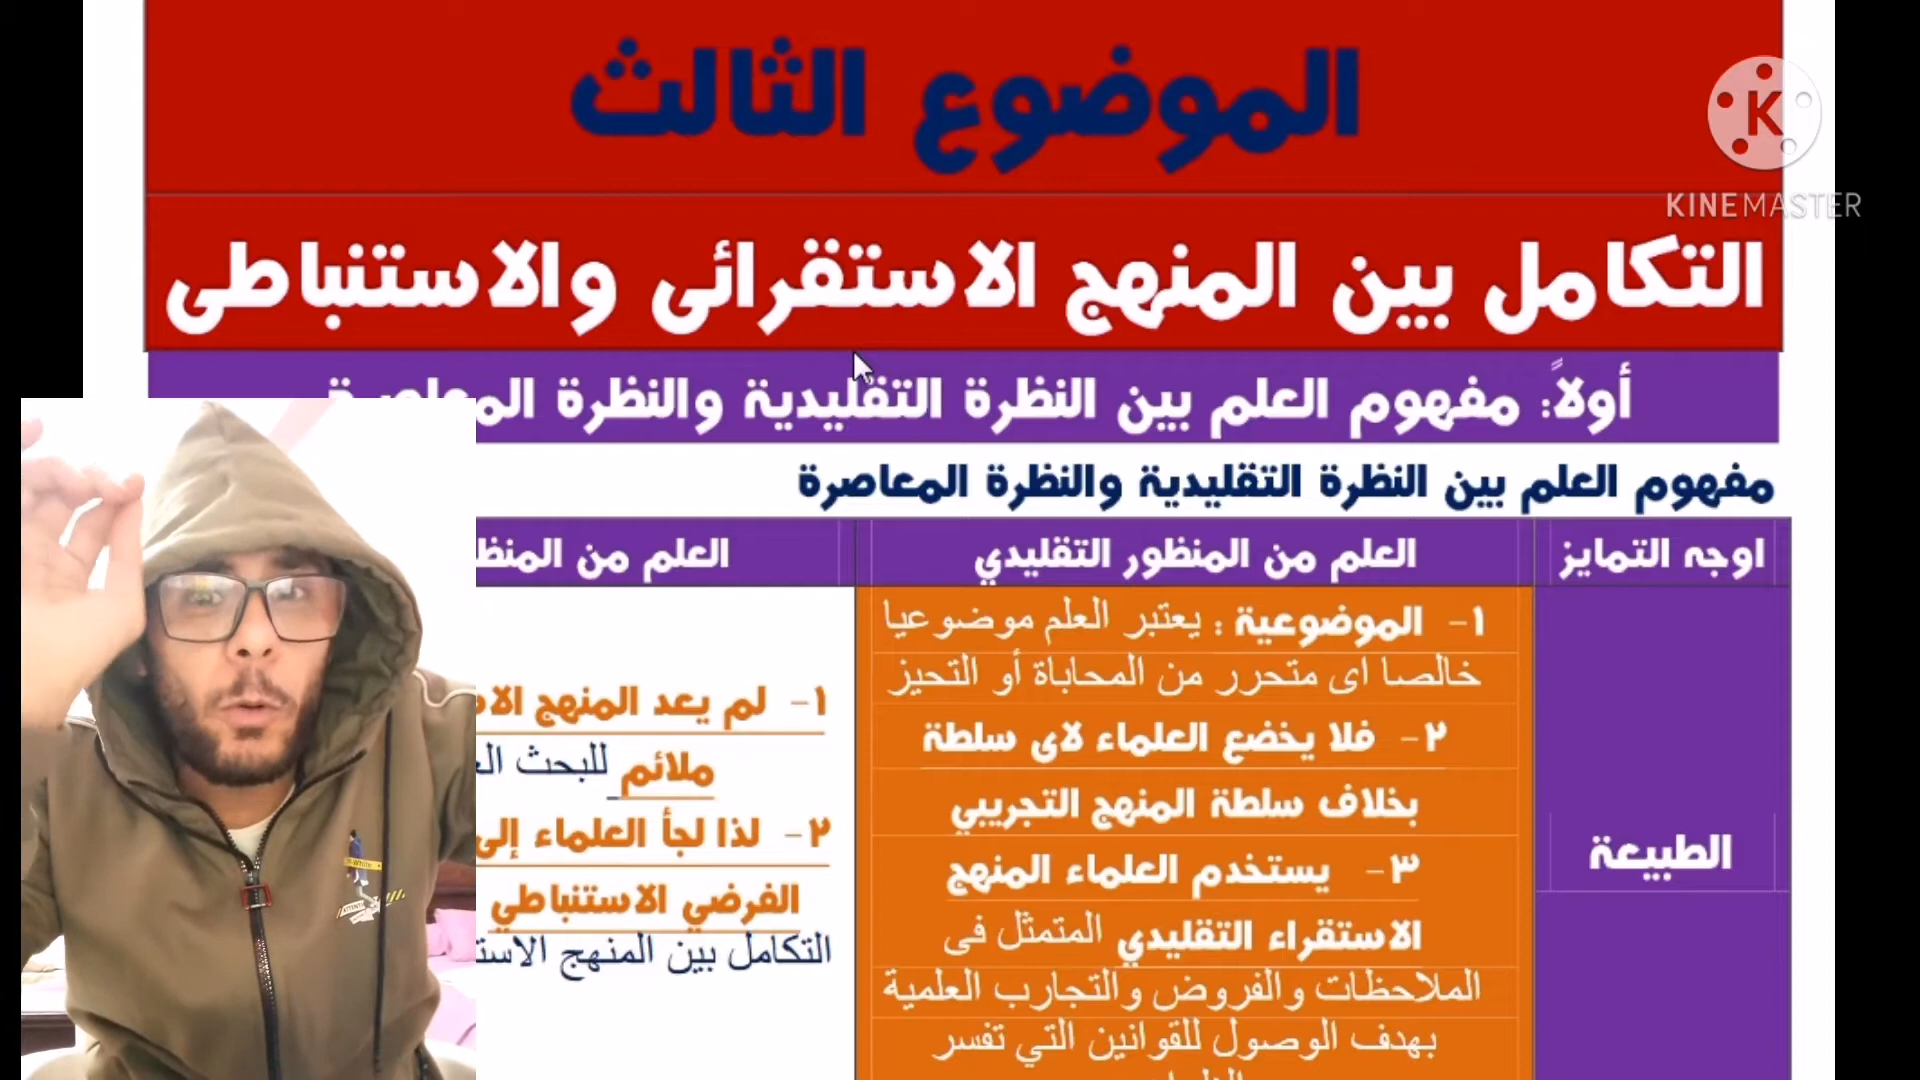 الموضوع الثالث
KINEMASTER
التكامل بين المنهج الاستقرائى والاستنباطى
أولاً: مفهوم العلم بين النظرة التقليدية والنظرة
مفهوم العلم بين النظرة التقليدية والنظرة المعاصرة
اوجه التمايز
العلم من المنظور التقليدي
العلم من
الطبيعة
١- الموضوعية : يعتبر العلم موضوعيا
خالصا اى متحرر من المحاباة أو التحيز
٢- فلا يخضع العلماء لاى سلطة
بخلاف سلطة المنهج التجريبي
٣- يستخدم العلماء المنهج
الاستقراء التقليدي المتمثل فى
الملاحظات والفروض والتجارب العلمية
بهدف الوصول للقوانين التي تفسر
١- لم يعد المنهج
ملائم للبحث
٢- لذا لجأ العلماء إلى
الفرضي الاستنباطي
التكامل بين المنهج